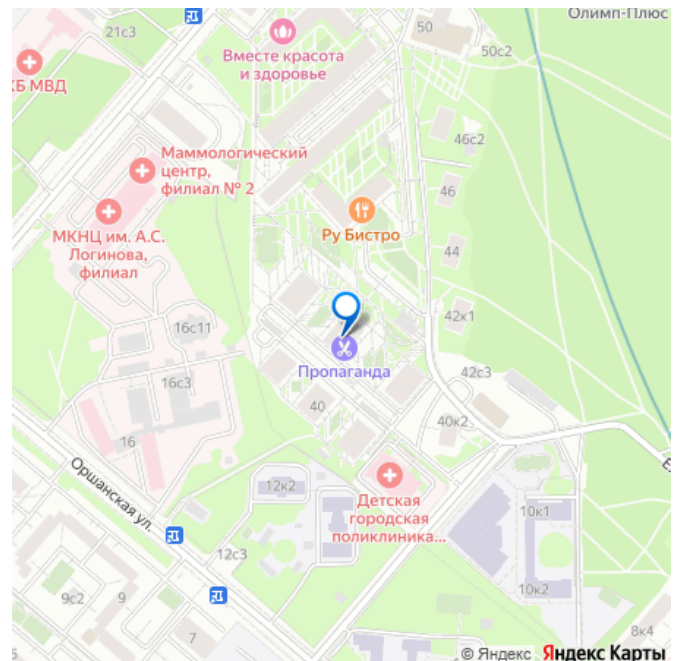 Олимп-Плюс
21с3
50
50с2
Вместе красота
и здоровье
КБ МВД
46с2
Маммологический
центр,
филиал № 2
46
МКНЦ им. А.С.
Логинова,
филиал
Ру Бистро
44
42к1
16с11
Пропаганда
42с3
16с3
40
40к2
16
Оршанская ул.
12к2
Детская
городская
поликлиника...
10к1
12с3
10к2
9с2
9
7
8к4
© Яндекс Яндекс Карты